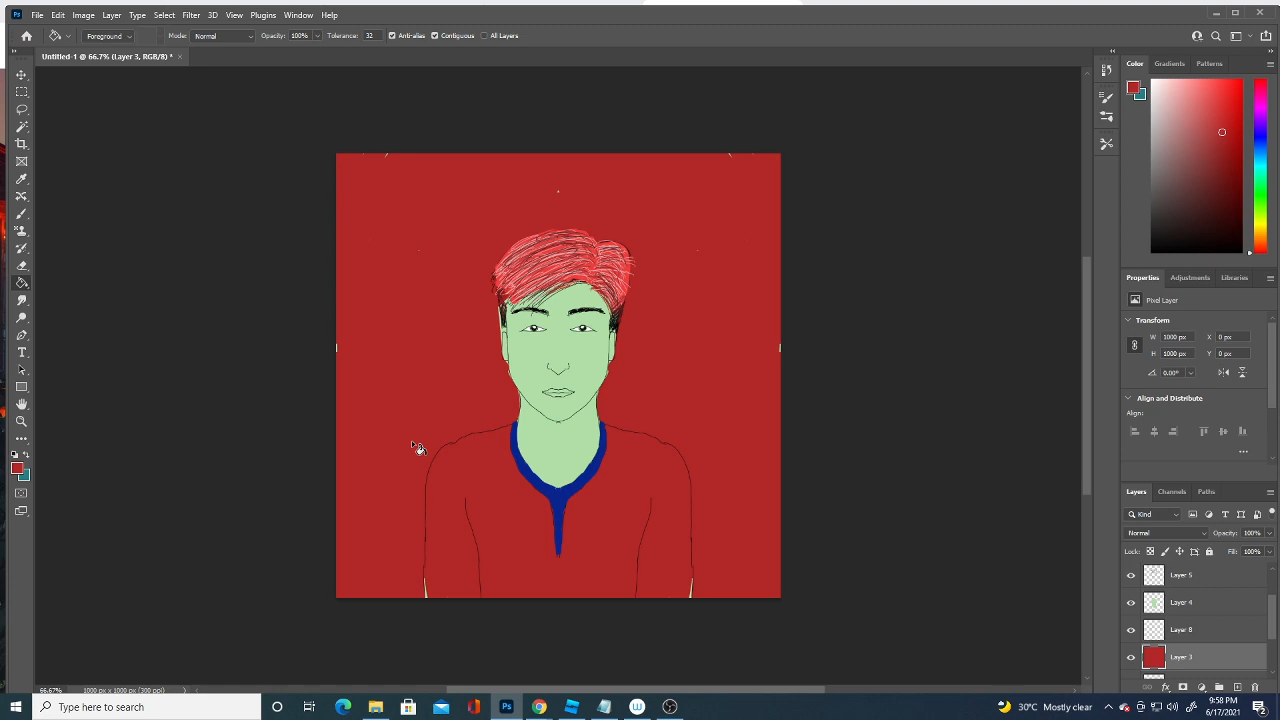 Ps File Edit Image Layer Type Select Filter 3D View Plugins Window Help
Foreground Mode: Normal Opacity: 100% Tolerance: 32 Anti-alias Contiguous All Layers
Untitled-1 @ 66.7% (Layer 3, RGB/8) * ×
Color Gradients Patterns
Properties Adjustments Libraries
Pixel Layer
Transform
W 1000 px X 0 px
H 1000 px Y 0 px
0.00°
Align and Distribute
Align:
Layers Channels Paths
Kind
Normal Opacity: 100%
Lock: Fill: 100%
Layer 5
Layer 4
Layer 8
Layer 3
66.67% 1000 px x 1000 px (300 ppi)
Type here to search
30°C Mostly clear
9:58 PM
6/17/2021